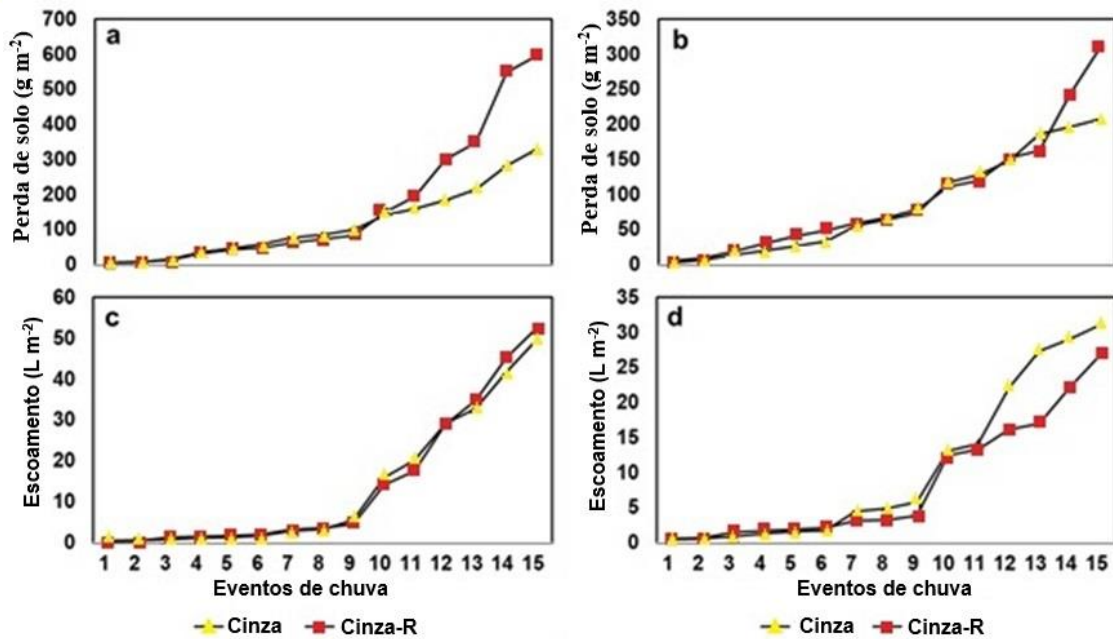 a
Perda de solo (g m⁻²)
700
600
500
400
300
200
100
0
b
Perda de solo (g m⁻²)
350
300
250
200
150
100
50
0
c
Escoamento (L m⁻²)
60
50
40
30
20
10
0
1 2 3 4 5 6 7 8 9 10 11 12 13 14 15
Eventos de chuva
Cinza Cinza-R
d
Escoamento (L m⁻²)
35
30
25
20
15
10
5
0
1 2 3 4 5 6 7 8 9 10 11 12 13 14 15
Eventos de chuva
Cinza Cinza-R